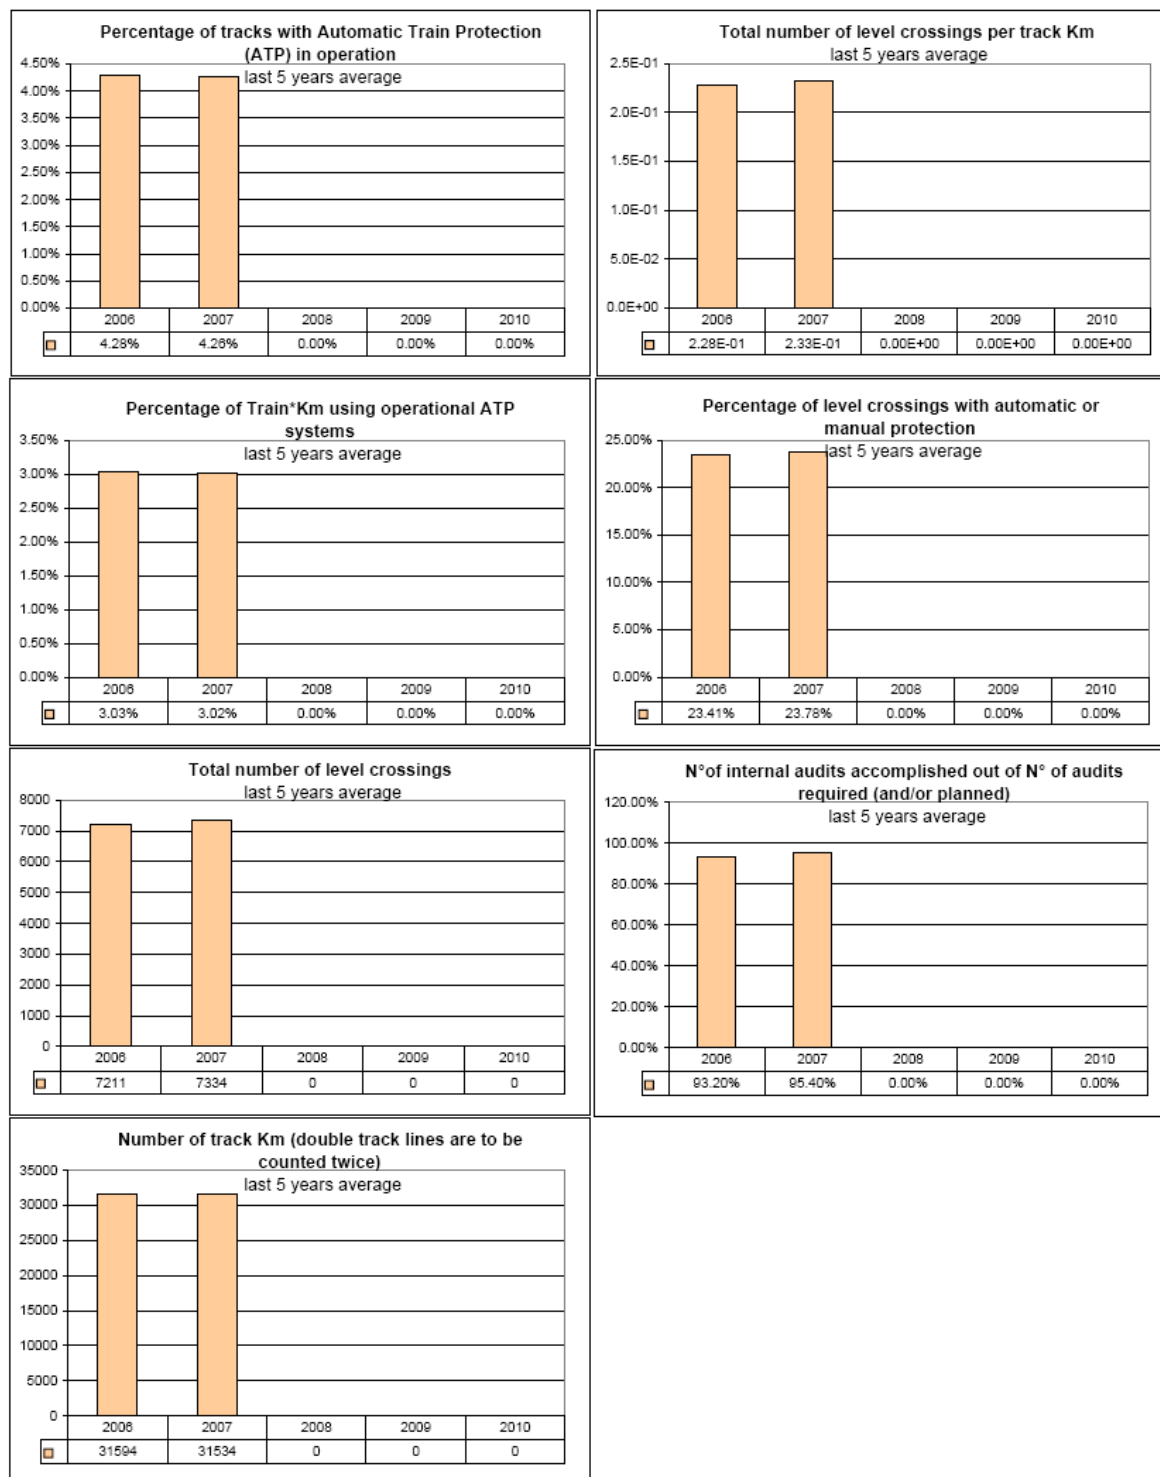 Percentage of tracks with Automatic Train Protection
(ATP) in operation
last 5 years average
4.50%
4.00%
3.50%
3.00%
2.50%
2.00%
1.50%
1.00%
0.50%
0.00%
2006 2007 2008 2009 2010
4.28% 4.26% 0.00% 0.00% 0.00%
Total number of level crossings per track Km
last 5 years average
2.5E-01
2.0E-01
1.5E-01
1.0E-01
5.0E-02
0.0E+00
2006 2007 2008 2009 2010
2.28E-01 2.33E-01 0.00E+00 0.00E+00 0.00E+00
Percentage of Train*Km using operational ATP
systems
last 5 years average
3.50%
3.00%
2.50%
2.00%
1.50%
1.00%
0.50%
0.00%
2006 2007 2008 2009 2010
3.03% 3.02% 0.00% 0.00% 0.00%
Percentage of level crossings with automatic or
manual protection
last 5 years average
25.00%
20.00%
15.00%
10.00%
5.00%
0.00%
2006 2007 2008 2009 2010
23.41% 23.78% 0.00% 0.00% 0.00%
Total number of level crossings
last 5 years average
8000
7000
6000
5000
4000
3000
2000
1000
0
2006 2007 2008 2009 2010
7211 7334 0 0 0
N°of internal audits accomplished out of N° of audits
required (and/or planned)
last 5 years average
120.00%
100.00%
80.00%
60.00%
40.00%
20.00%
0.00%
2006 2007 2008 2009 2010
93.20% 95.40% 0.00% 0.00% 0.00%
Number of track Km (double track lines are to be
counted twice)
last 5 years average
35000
30000
25000
20000
15000
10000
5000
0
2006 2007 2008 2009 2010
31594 31534 0 0 0